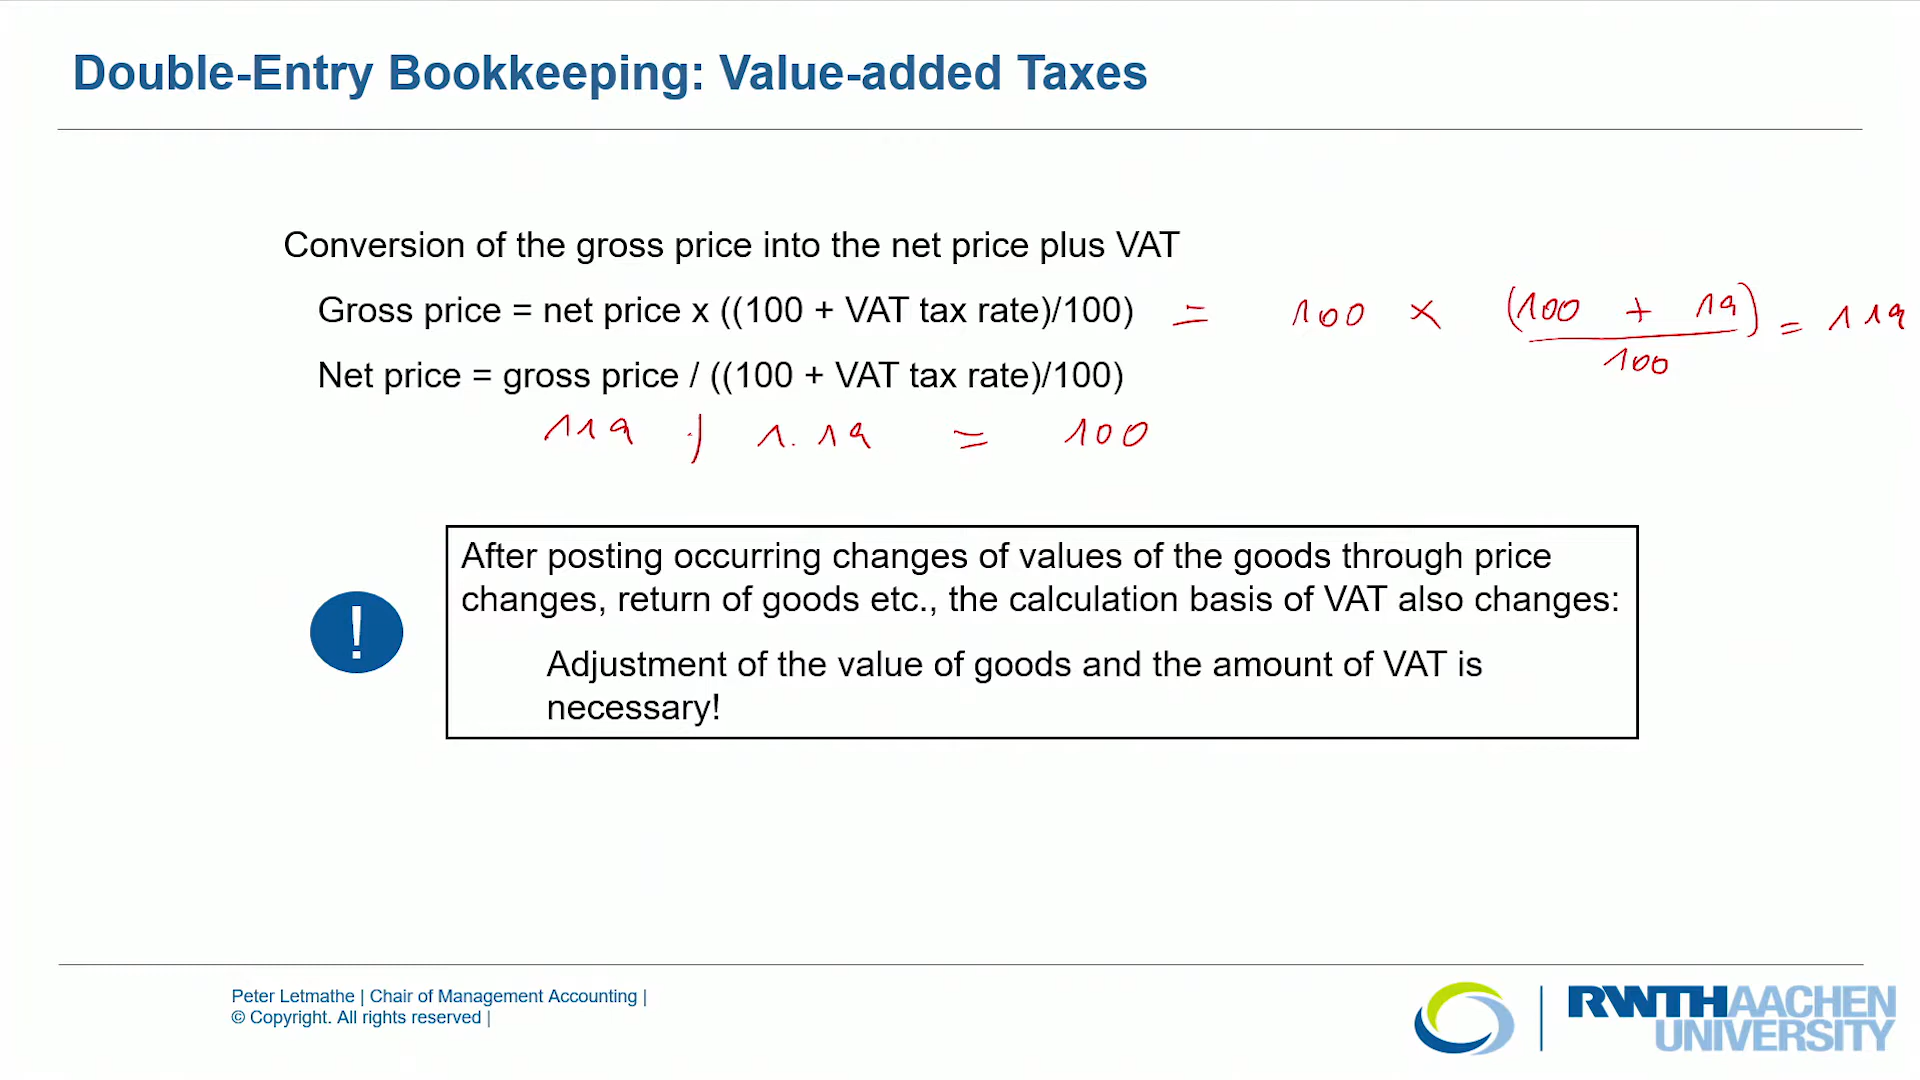 Double-Entry Bookkeeping: Value-added Taxes
Conversion of the gross price into the net price plus VAT
Gross price = net price x ((100 + VAT tax rate)/100) = 100 x (100 + 19) / 100 = 119
Net price = gross price / ((100 + VAT tax rate)/100)
119 / 1.19 = 100
After posting occurring changes of values of the goods through price
changes, return of goods etc., the calculation basis of VAT also changes:
!
Adjustment of the value of goods and the amount of VAT is
necessary!
Peter Letmathe | Chair of Management Accounting |
© Copyright. All rights reserved |
RWTHAACHEN
UNIVERSITY